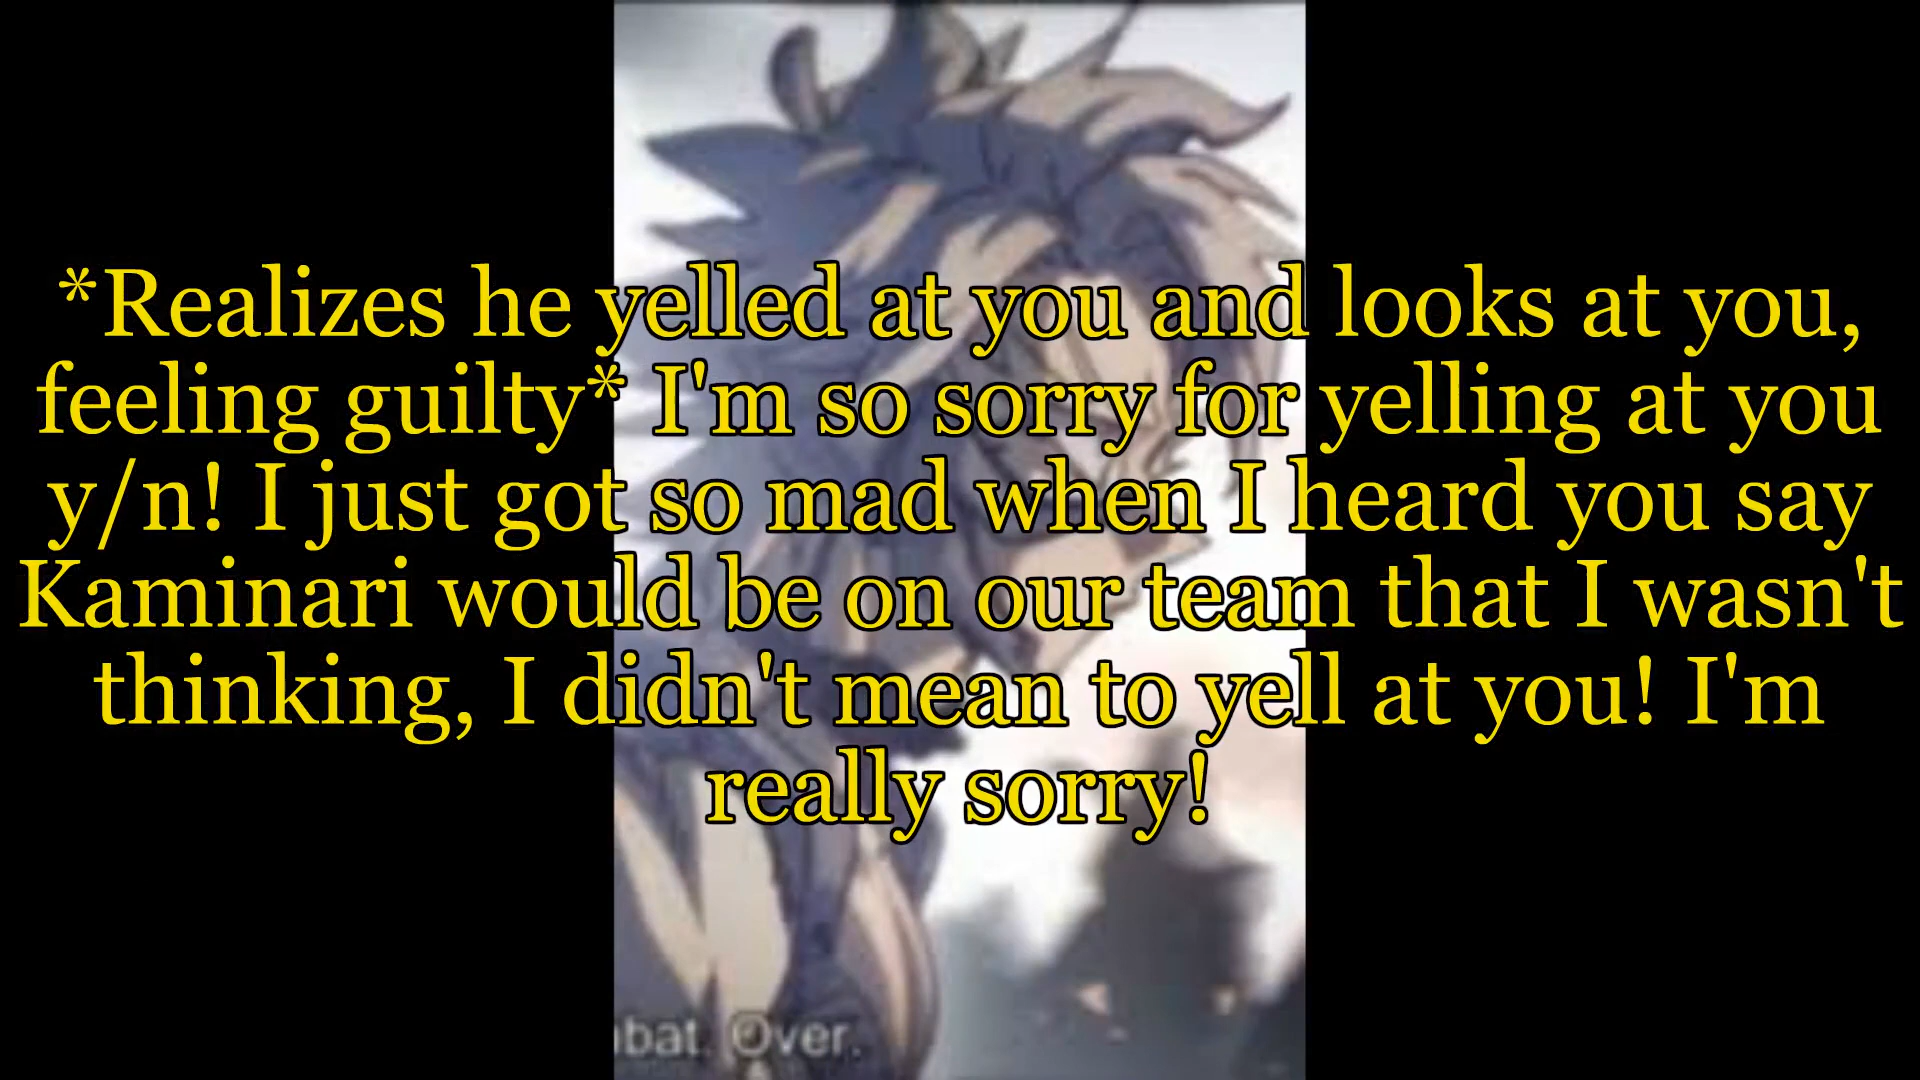 *Realizes he yelled at you and looks at you,
feeling guilty* I'm so sorry for yelling at you
y/n! I just got so mad when I heard you say
Kaminari would be on our team that I wasn't
thinking, I didn't mean to yell at you! I'm
really sorry!
Over.